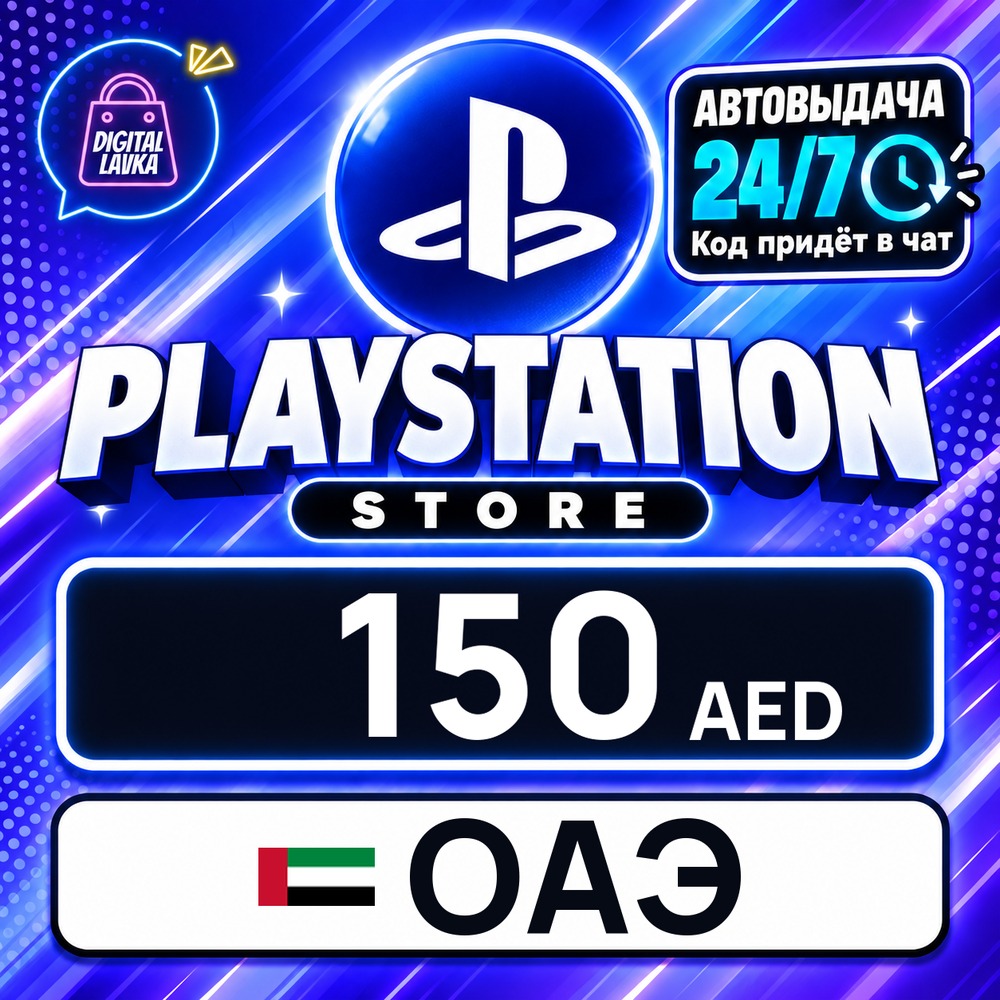 DIGITAL
LAVKA
АВТОВЫДАЧА
24/7
Код придёт в чат
PLAYSTATION
STORE
150 AED
ОАЭ